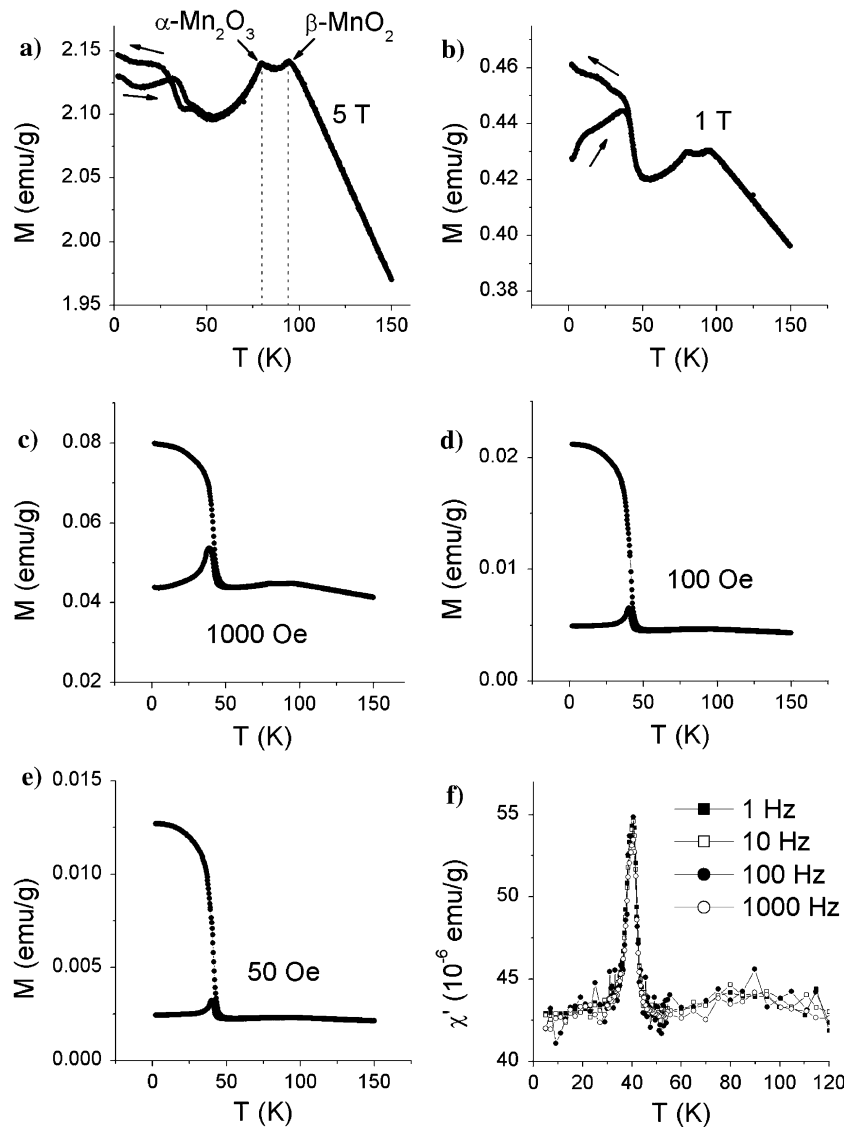 a)
α-Mn₂O₃
β-MnO₂
2.15
2.10
2.05
2.00
1.95
M (emu/g)
5 T
0
50
100
150
T (K)
b)
0.46
0.44
0.42
0.40
0.38
M (emu/g)
1 T
0
25
50
75
100
125
150
T (K)
c)
0.08
0.06
0.04
0.02
M (emu/g)
1000 Oe
0
50
100
150
T (K)
d)
0.02
0.01
0.00
M (emu/g)
100 Oe
0
50
100
150
T (K)
e)
0.015
0.010
0.005
0.000
M (emu/g)
50 Oe
0
50
100
150
T (K)
f)
55
50
45
40
χ' (10⁻⁶ emu/g)
1 Hz
10 Hz
100 Hz
1000 Hz
0
20
40
60
80
100
120
T (K)